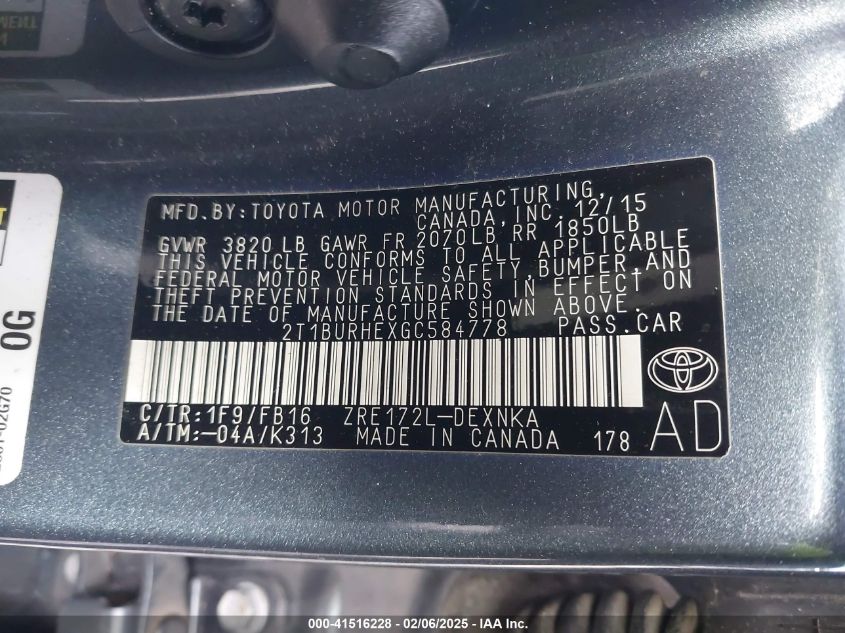 MFD. BY: TOYOTA MOTOR MANUFACTURING,
CANADA, INC. 12/15
GVWR 3820 LB GAWR FR 2070LB, RR 1850LB
THIS VEHICLE CONFORMS TO ALL APPLICABLE
FEDERAL MOTOR VEHICLE SAFETY, BUMPER, AND
THEFT PREVENTION STANDARDS IN EFFECT ON
THE DATE OF MANUFACTURE SHOWN ABOVE.
2T1BURHEXGC584778 PASS. CAR
C/TR: 1F9/FB16 ZRE172L-DEXNKA
A/TM:-04A/K313 MADE IN CANADA 178
AD
0G
-02G70
000-41516228 - 02/06/2025 - IAA Inc.